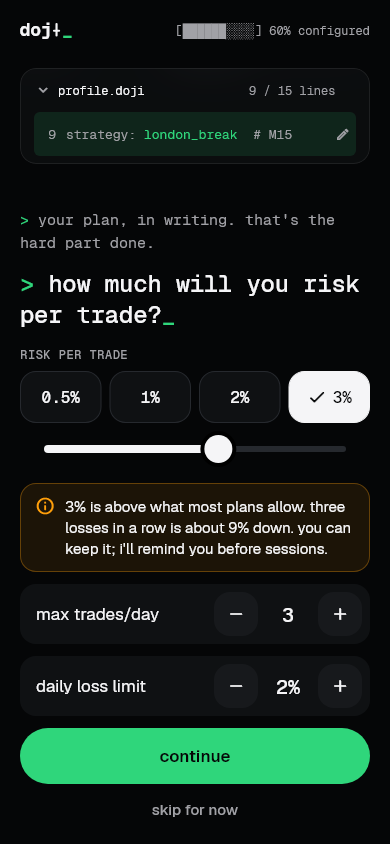 doji_
[██████░░░░] 60% configured
profile.doji 9 / 15 lines
9 strategy: london_break # M15
> your plan, in writing. that's the
hard part done.
> how much will you risk
per trade?_
RISK PER TRADE
0.5% 1% 2% ✓ 3%
3% is above what most plans allow. three
losses in a row is about 9% down. you can
keep it; i'll remind you before sessions.
max trades/day − 3 +
daily loss limit − 2% +
continue
skip for now